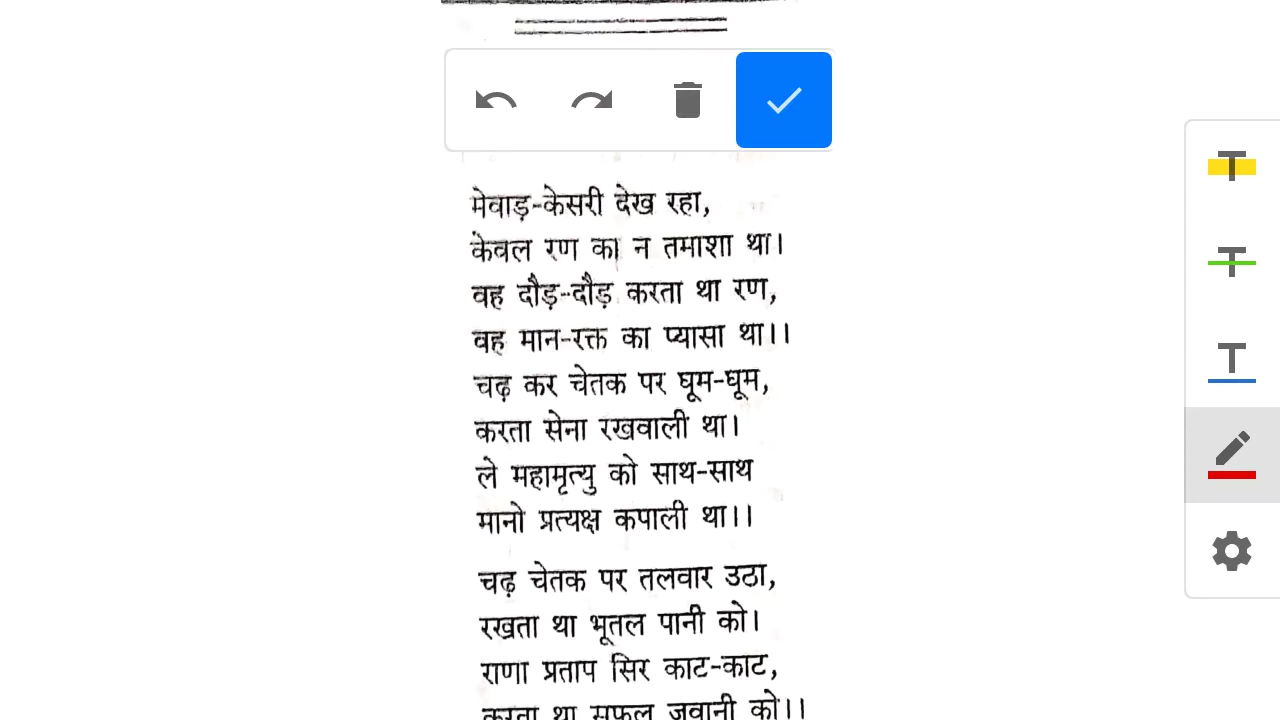 मेवाड़-केसरी देख रहा,
केवल रण का न तमाशा था।
वह दौड़-दौड़ करता था रण,
वह मान-रक्त का प्यासा था।।
चढ़ कर चेतक पर घूम-घूम,
करता सेना रखवाली था।
ले महामृत्यु को साथ-साथ
मानो प्रत्यक्ष कपाली था।।
चढ़ चेतक पर तलवार उठा,
रखता था भूतल पानी को।
राणा प्रताप सिर काट-काट,
करता था सफल जवानी को।।